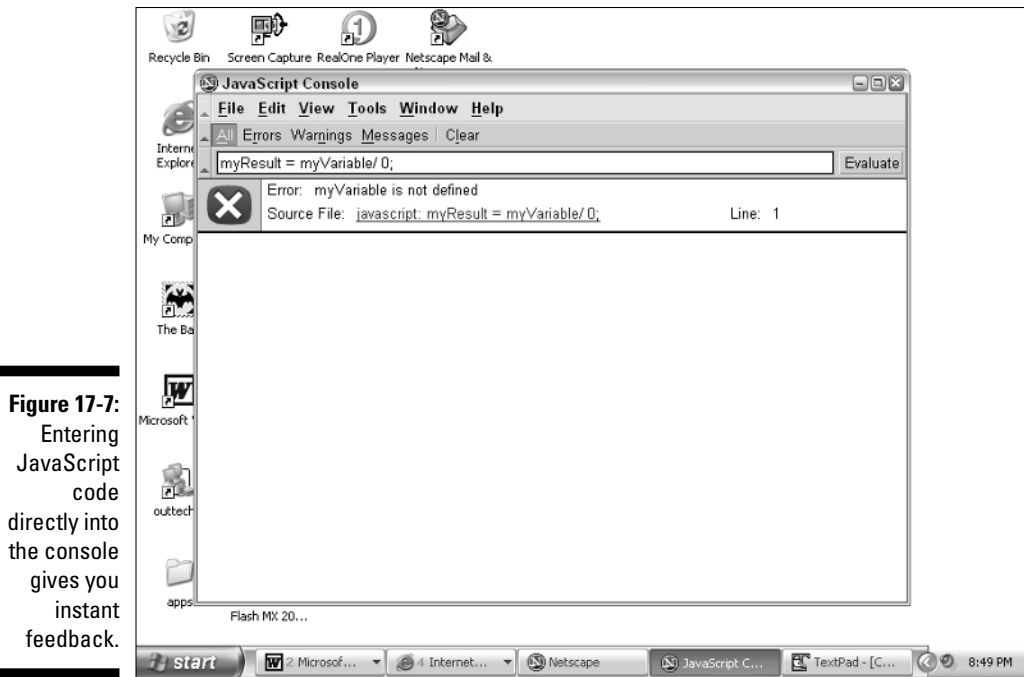 Recycle Bin
Screen Capture
RealOne Player
Netscape Mail &
JavaScript Console
File Edit View Tools Window Help
All Errors Warnings Messages Clear
myResult = myVariable/ 0;
Evaluate
Error: myVariable is not defined
Source File: javascript: myResult = myVariable/ 0;
Line: 1
Interne
Explore
My Comp
The Ba
Microsoft
outtech
apps
Flash MX 20...
start
2 Microsof...
4 Internet...
Netscape
JavaScript C...
TextPad - [C...
8:49 PM
Figure 17-7:
Entering
JavaScript
code
directly into
the console
gives you
instant
feedback.